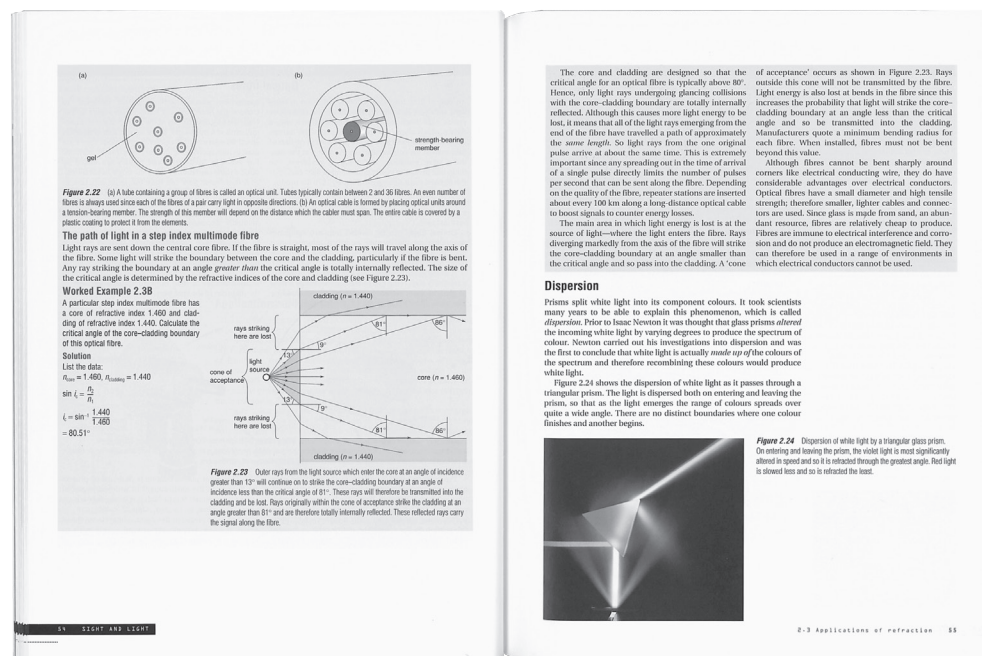 (a)
(b)
gel
strength-bearing
member
Figure 2.22 (a) A tube containing a group of fibres is called an optical unit. Tubes typically contain between 2 and 36 fibres. An even number of
fibres is always used since each of the fibres of a pair carry light in opposite directions. (b) An optical cable is formed by placing optical units around
a tension-bearing member. The strength of this member will depend on the distance which the cabler must span. The entire cable is covered by a
plastic coating to protect it from the elements.
The path of light in a step index multimode fibre
Light rays are sent down the central core fibre. If the fibre is straight, most of the rays will travel along the axis of
the fibre. Some light will strike the boundary between the core and the cladding, particularly if the fibre is bent.
Any ray striking the boundary at an angle greater than the critical angle is totally internally reflected. The size of
the critical angle is determined by the refractive indices of the core and cladding (see Figure 2.23).
Worked Example 2.3B
A particular step index multimode fibre has
a core of refractive index 1.460 and clad-
ding of refractive index 1.440. Calculate the
critical angle of the core–cladding boundary
of this optical fibre.
Solution
List the data:
n_core = 1.460, n_cladding = 1.440
sin i_c = n_2/n_1
i_c = sin⁻¹ 1.440/1.460
= 80.51°
cladding (n = 1.440)
rays striking
here are lost
81°
86°
9°
13°
light
source
cone of
acceptance
core (n = 1.460)
13°
9°
rays striking
here are lost
81°
86°
cladding (n = 1.440)
Figure 2.23 Outer rays from the light source which enter the core at an angle of incidence
greater than 13° will continue on to strike the core–cladding boundary at an angle of
incidence less than the critical angle of 81°. These rays will therefore be transmitted into the
cladding and be lost. Rays originally within the cone of acceptance strike the cladding at an
angle greater than 81° and are therefore totally internally reflected. These reflected rays carry
the signal along the fibre.
54 SIGHT AND LIGHT
The core and cladding are designed so that the
critical angle for an optical fibre is typically above 80°.
Hence, only light rays undergoing glancing collisions
with the core–cladding boundary are totally internally
reflected. Although this causes more light energy to be
lost, it means that all of the light rays emerging from the
end of the fibre have travelled a path of approximately
the same length. So light rays from the one original
pulse arrive at about the same time. This is extremely
important since any spreading out in the time of arrival
of a single pulse directly limits the number of pulses
per second that can be sent along the fibre. Depending
on the quality of the fibre, repeater stations are inserted
about every 100 km along a long-distance optical cable
to boost signals to counter energy losses.
The main area in which light energy is lost is at the
source of light—where the light enters the fibre. Rays
diverging markedly from the axis of the fibre will strike
the core–cladding boundary at an angle smaller than
the critical angle and so pass into the cladding. A 'cone
of acceptance' occurs as shown in Figure 2.23. Rays
outside this cone will not be transmitted by the fibre.
Light energy is also lost at bends in the fibre since this
increases the probability that light will strike the core–
cladding boundary at an angle less than the critical
angle and so be transmitted into the cladding.
Manufacturers quote a minimum bending radius for
each fibre. When installed, fibres must not be bent
beyond this value.
Although fibres cannot be bent sharply around
corners like electrical conducting wire, they do have
considerable advantages over electrical conductors.
Optical fibres have a small diameter and high tensile
strength; therefore smaller, lighter cables and connec-
tors are used. Since glass is made from sand, an abun-
dant resource, fibres are relatively cheap to produce.
Fibres are immune to electrical interference and corro-
sion and do not produce an electromagnetic field. They
can therefore be used in a range of environments in
which electrical conductors cannot be used.
Dispersion
Prisms split white light into its component colours. It took scientists
many years to be able to explain this phenomenon, which is called
dispersion. Prior to Isaac Newton it was thought that glass prisms altered
the incoming white light by varying degrees to produce the spectrum of
colour. Newton carried out his investigations into dispersion and was
the first to conclude that white light is actually made up of the colours of
the spectrum and therefore recombining these colours would produce
white light.
Figure 2.24 shows the dispersion of white light as it passes through a
triangular prism. The light is dispersed both on entering and leaving the
prism, so that as the light emerges the range of colours spreads over
quite a wide angle. There are no distinct boundaries where one colour
finishes and another begins.
Figure 2.24 Dispersion of white light by a triangular glass prism.
On entering and leaving the prism, the violet light is most significantly
altered in speed and so it is refracted through the greatest angle. Red light
is slowed less and so is refracted the least.
2.3 Applications of refraction 55